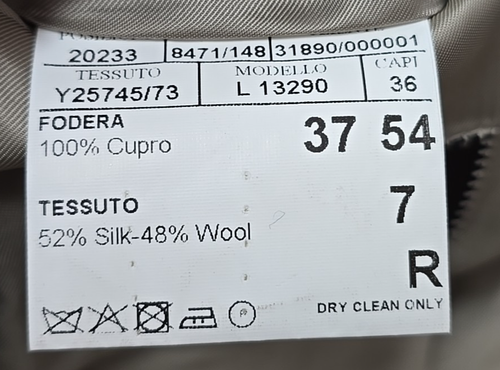 20233 8471/148 31890/000001
TESSUTO MODELLO CAPI
Y25745/73 L 13290 36
FODERA 37 54
100% Cupro
7
TESSUTO
52% Silk-48% Wool
R
DRY CLEAN ONLY